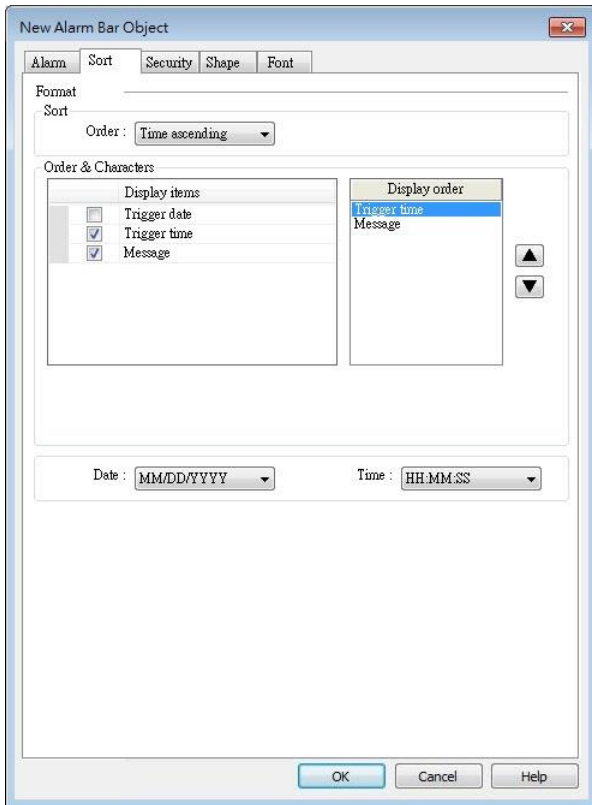 New Alarm Bar Object
Alarm Sort Security Shape Font
Format
Sort
Order : Time ascending
Order & Characters
Display items
Trigger date
Trigger time
Message
Display order
Trigger time
Message
Date : MM/DD/YYYY Time : HH:MM:SS
OK Cancel Help